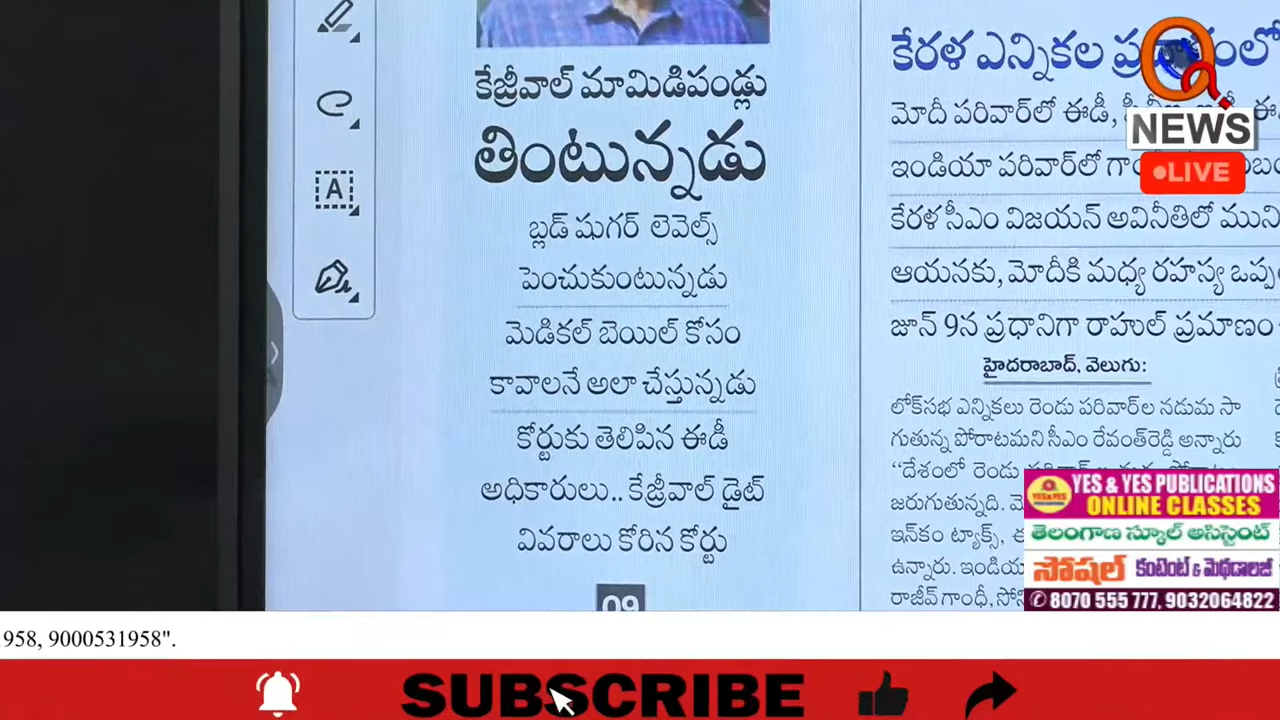 కేజ్రీవాల్ మామిడిపండ్లు
తింటున్నడు
బ్లడ్ షుగర్ లెవెల్స్
పెంచుకుంటున్నడు
మెడికల్ బెయిల్ కోసం
కావాలనే అలా చేస్తున్నడు
కోర్టుకు తెలిపిన ఈడీ
అధికారులు.. కేజ్రీవాల్ డైట్
వివరాలు కోరిన కోర్టు
09
కేరళ ఎన్నికల
మోదీ పరివార్‌లో ఈడీ,
ఇండియా పరివార్‌లో
కేరళ సీఎం విజయన్ అవినీతిలో
ఆయనకు, మోదీకి మధ్య రహస్య
జూన్ 9న ప్రధానిగా రాహుల్ ప్రమాణం
హైదరాబాద్, వెలుగు:
లోక్‌సభ ఎన్నికలు రెండు పరివార్‌ల నడుమ సా
గుతున్న పోరాటమని సీఎం రేవంత్‌రెడ్డి అన్నారు
“దేశంలో రెండు
జరుగుతున్నది.
ఇన్‌కం ట్యాక్స్,
ఉన్నారు.
రాజీవ్ గాంధీ,
Q
NEWS
LIVE
YES & YES PUBLICATIONS
ONLINE CLASSES
YES&YES
తెలంగాణ స్కూల్ అసిస్టెంట్
సోషల్ కంటెంట్ & మెథడాలజీ
8070 555 777, 9032064822
958, 9000531958".
SUBSCRIBE
A